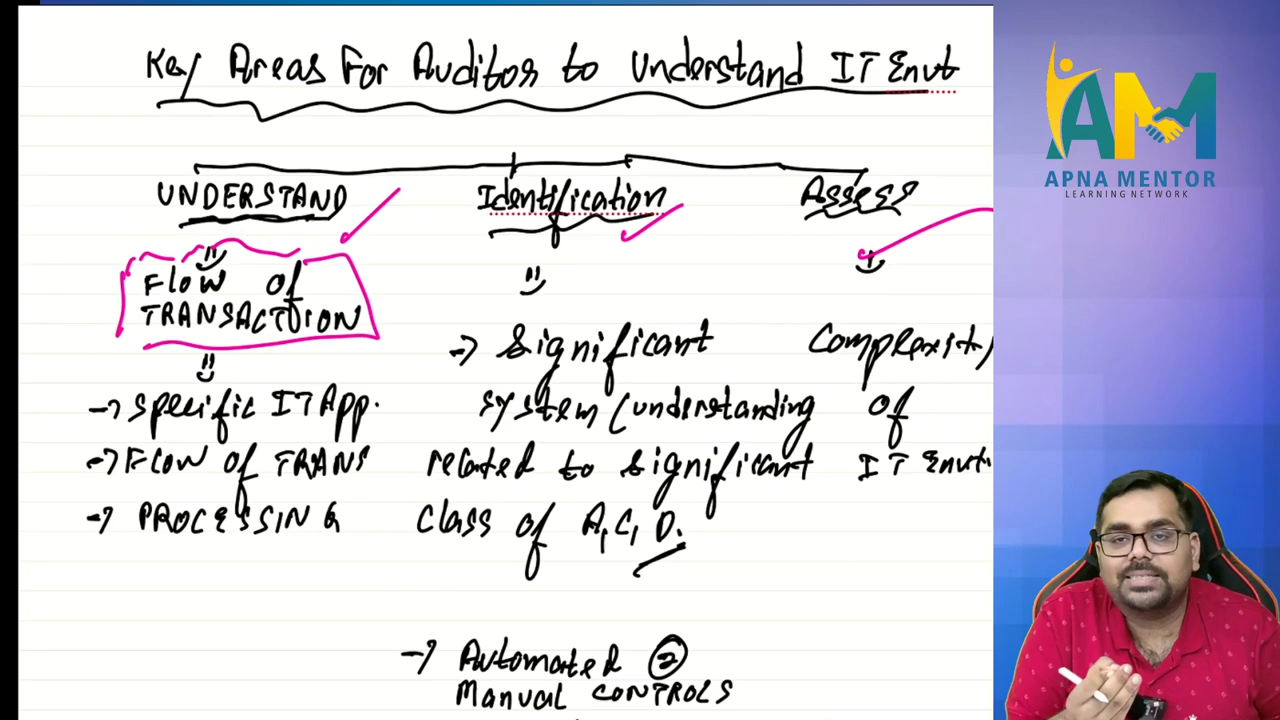 Key Areas For Auditor to Understand IT Envt
UNDERSTAND
Flow of
TRANSACTION
-> Specific IT App.
-> Flow of TRANS
-> PROCESSING
Identification
-> Significant
system (understanding
related to significant
class of A, C, D.
-> Automated &
Manual CONTROLS
Assess
Complexity
of
IT Envt
AM
APNA MENTOR
LEARNING NETWORK